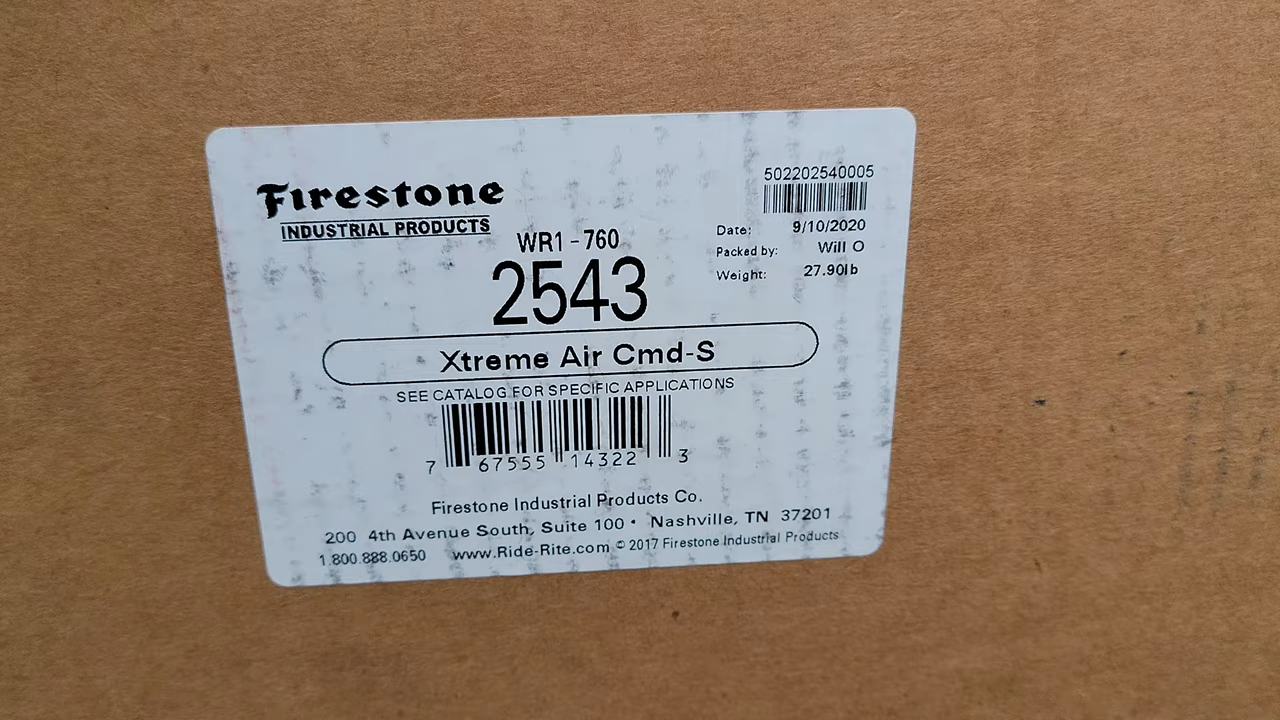 Firestone
INDUSTRIAL PRODUCTS
502202540005
Date: 9/10/2020
Packed by: Will O
Weight: 27.90lb
WR1-760
2543
Xtreme Air Cmd-S
SEE CATALOG FOR SPECIFIC APPLICATIONS
7 67555 14322 3
Firestone Industrial Products Co.
200 4th Avenue South, Suite 100 • Nashville, TN 37201
1.800.888.0650 www.Ride-Rite.com © 2017 Firestone Industrial Products